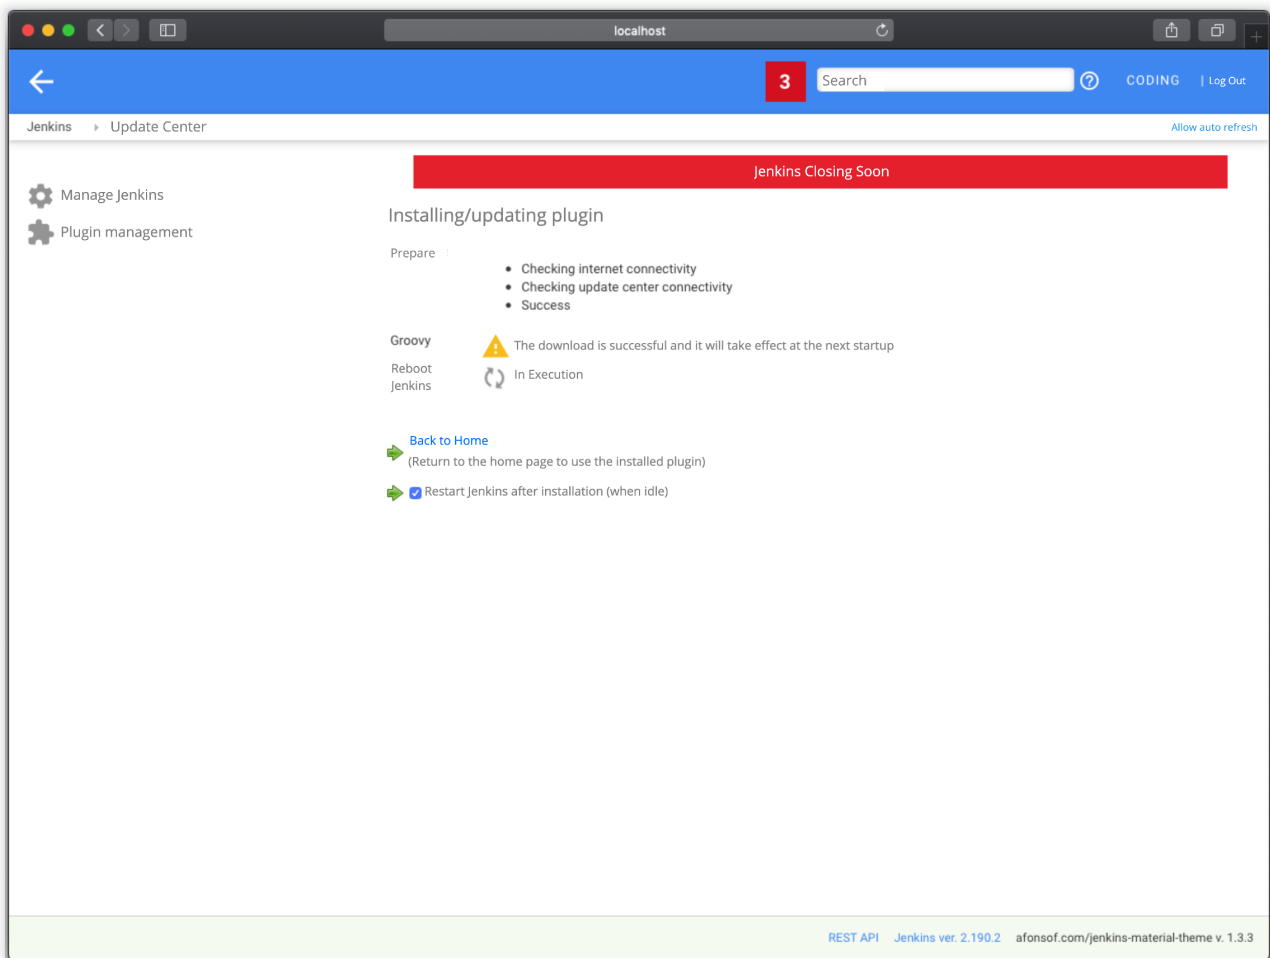 localhost
3
Search
CODING
| Log Out
Jenkins
Update Center
Allow auto refresh
Manage Jenkins
Plugin management
Jenkins Closing Soon
Installing/updating plugin
Prepare
• Checking internet connectivity
• Checking update center connectivity
• Success
Groovy
The download is successful and it will take effect at the next startup
Reboot
Jenkins
In Execution
Back to Home
(Return to the home page to use the installed plugin)
Restart Jenkins after installation (when idle)
REST API Jenkins ver. 2.190.2 afonsof.com/jenkins-material-theme v. 1.3.3